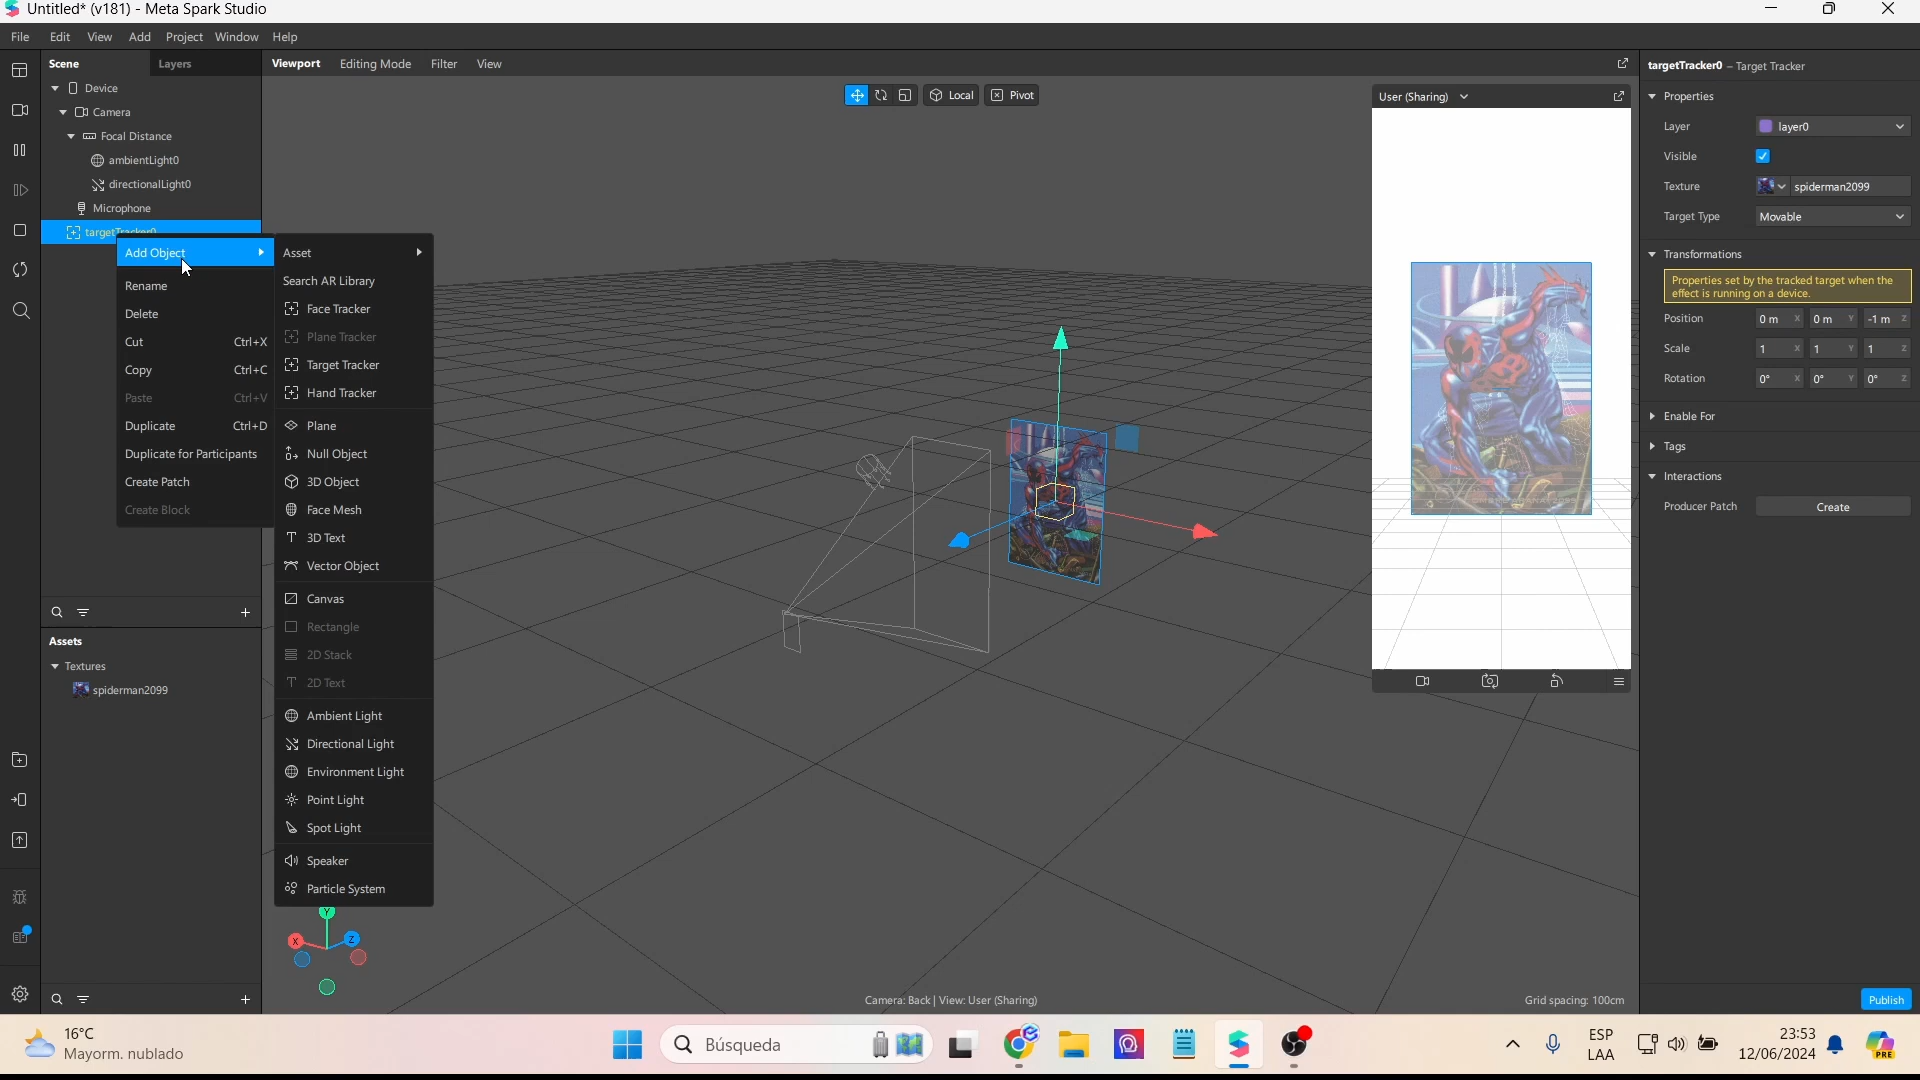 Untitled* (v181) - Meta Spark Studio
File Edit View Add Project Window Help
Scene Layers
Device
Camera
Focal Distance
ambientLight0
directionalLight0
Microphone
targetTracker0
Add Object
Rename
Delete
Cut Ctrl+X
Copy Ctrl+C
Paste Ctrl+V
Duplicate Ctrl+D
Duplicate for Participants
Create Patch
Create Block
Asset
Search AR Library
Face Tracker
Plane Tracker
Target Tracker
Hand Tracker
Plane
Null Object
3D Object
Face Mesh
3D Text
Vector Object
Canvas
Rectangle
2D Stack
2D Text
Ambient Light
Directional Light
Environment Light
Point Light
Spot Light
Speaker
Particle System
Assets
Textures
spiderman2099
Viewport Editing Mode Filter View
Local Pivot
User (Sharing)
Y
X Z
Camera: Back | View: User (Sharing)
Grid spacing: 100cm
targetTracker0 – Target Tracker
Properties
Layer layer0
Visible
Texture spiderman2099
Target Type Movable
Transformations
Properties set by the tracked target when the
effect is running on a device.
Position 0 m X 0 m Y -1 m Z
Scale 1 X 1 Y 1 Z
Rotation 0° X 0° Y 0° Z
Enable For
Tags
Interactions
Producer Patch Create
Publish
16°C
Mayorm. nublado
Búsqueda
ESP
LAA
23:53
12/06/2024
PRE